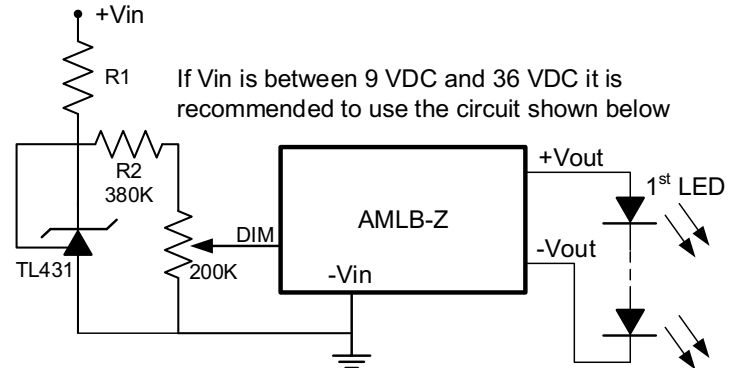 +Vin
R1
If Vin is between 9 VDC and 36 VDC it is
recommended to use the circuit shown below
R2
380K
+Vout
1st LED
DIM
AMLB-Z
-Vout
TL431
200K
-Vin